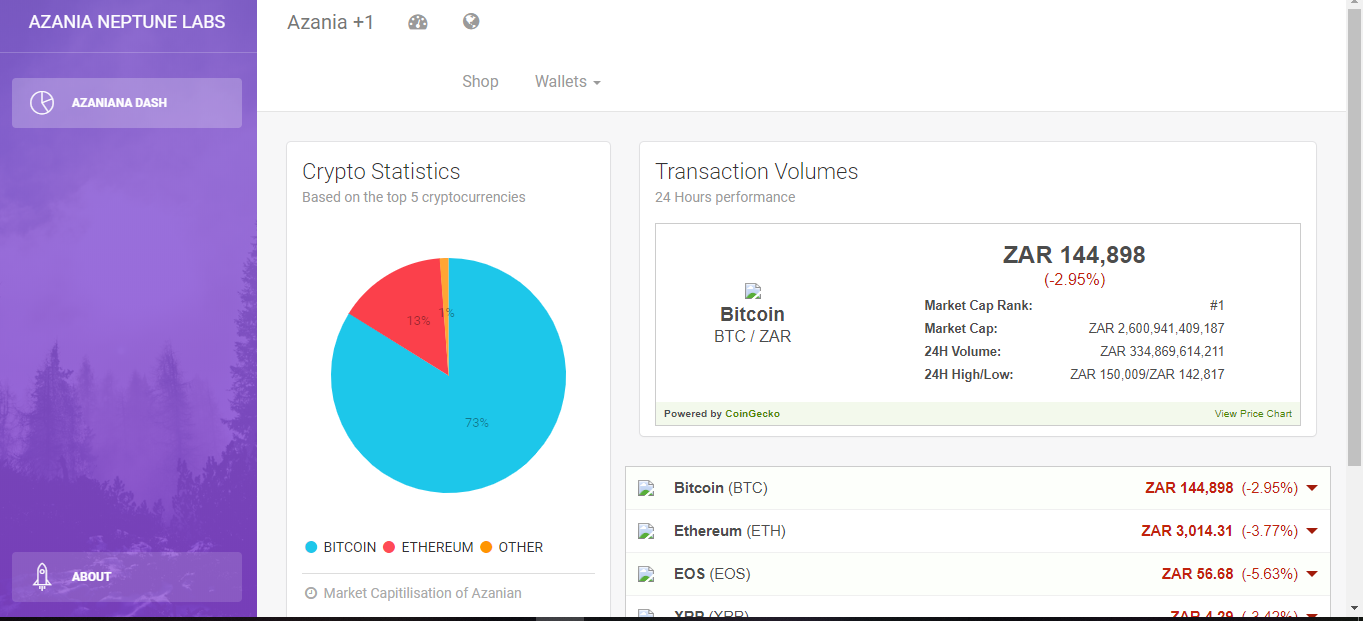 AZANIA NEPTUNE LABS
AZANIANA DASH
ABOUT
Azania +1
Shop
Wallets
Crypto Statistics
Based on the top 5 cryptocurrencies
13%
1%
73%
BITCOIN ETHEREUM OTHER
Market Capitilisation of Azanian
Transaction Volumes
24 Hours performance
Bitcoin
BTC / ZAR
ZAR 144,898
(-2.95%)
Market Cap Rank: #1
Market Cap: ZAR 2,600,941,409,187
24H Volume: ZAR 334,869,614,211
24H High/Low: ZAR 150,009/ZAR 142,817
Powered by CoinGecko View Price Chart
Bitcoin (BTC) ZAR 144,898 (-2.95%)
Ethereum (ETH) ZAR 3,014.31 (-3.77%)
EOS (EOS) ZAR 56.68 (-5.63%)
XRP (XRP) ZAR 4.29 (-3.42%)